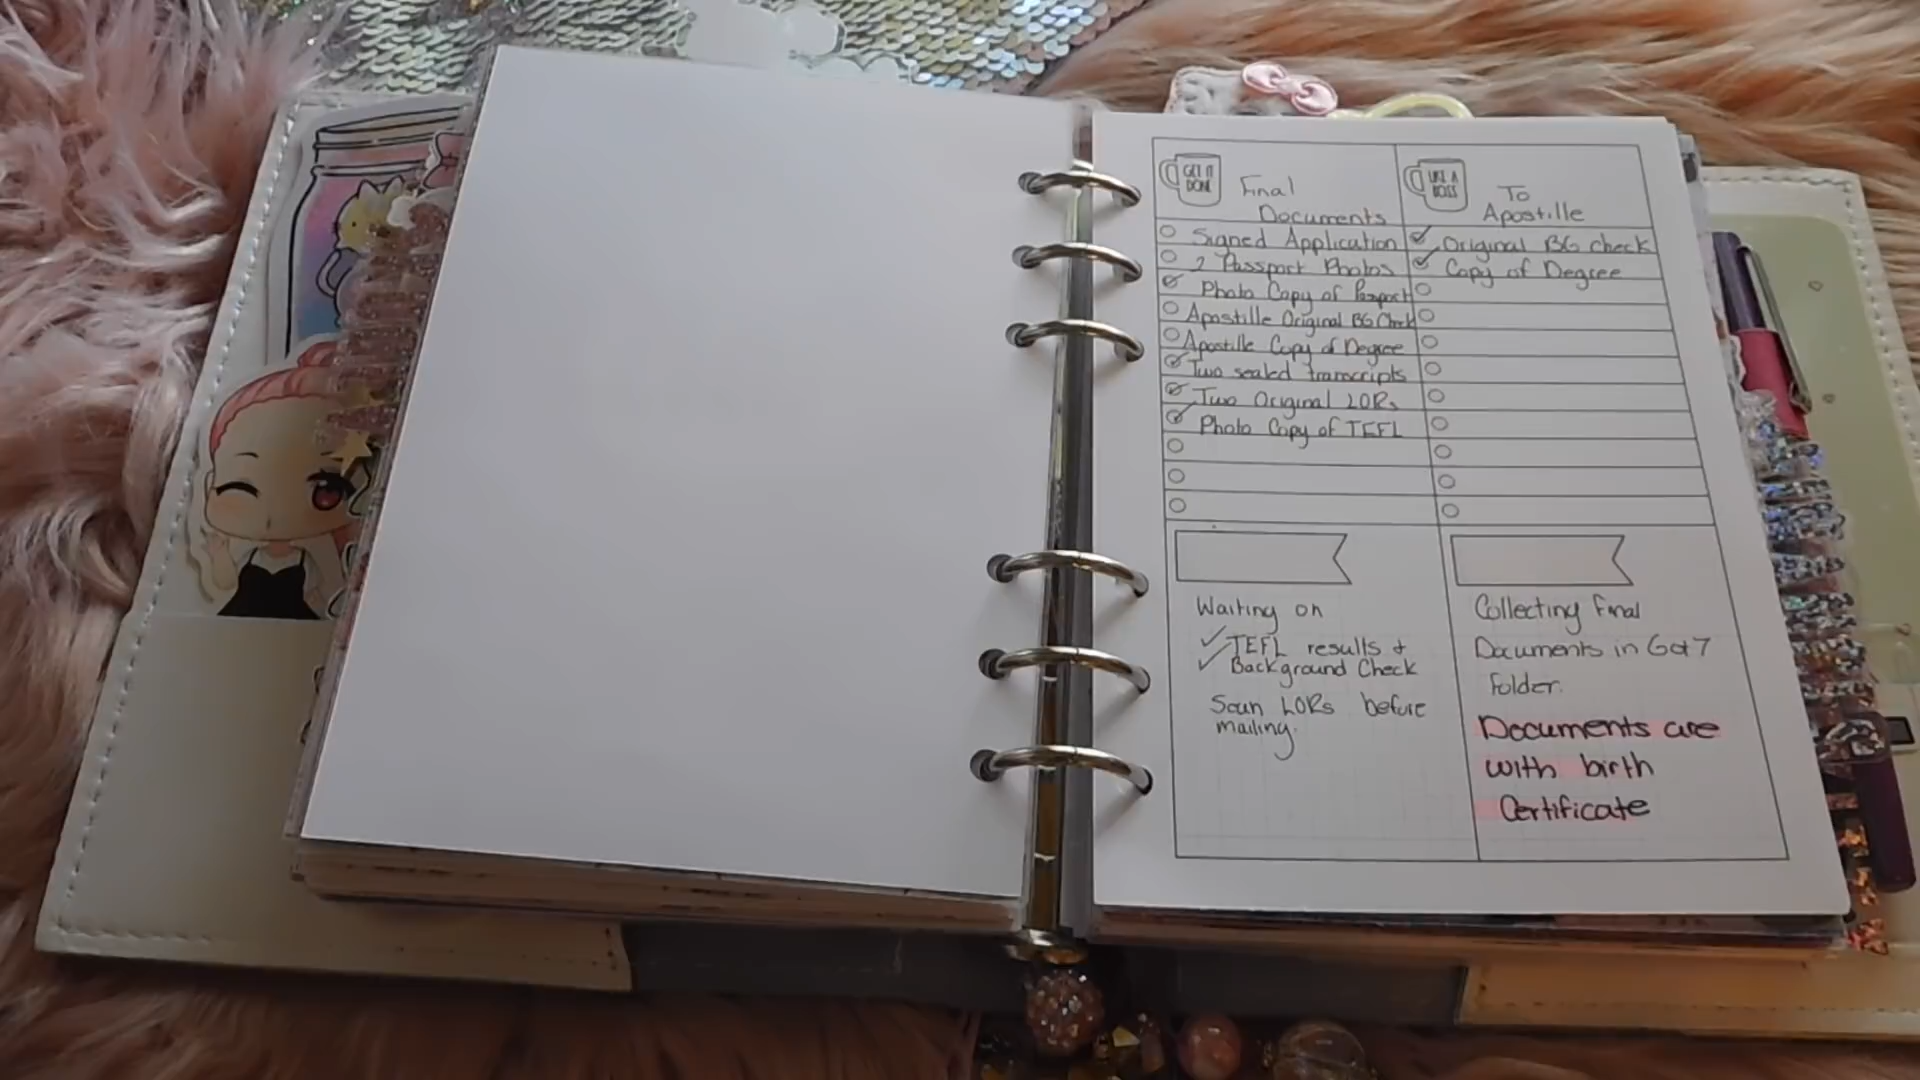 GET IT
DONE
Final
Documents
Signed Application
2 Passport Photos
Photo Copy of Passport
Apostille Original BG Check
Apostille Copy of Degree
Two sealed transcripts
Two Original LORs
Photo Copy of TEFL
LIKE A
BOSS
To
Apostille
Original BG check
Copy of Degree
Waiting on
TEFL results +
Background Check
Scan LORs before
mailing.
Collecting final
Documents in Got 7
folder.
Documents are
with birth
Certificate